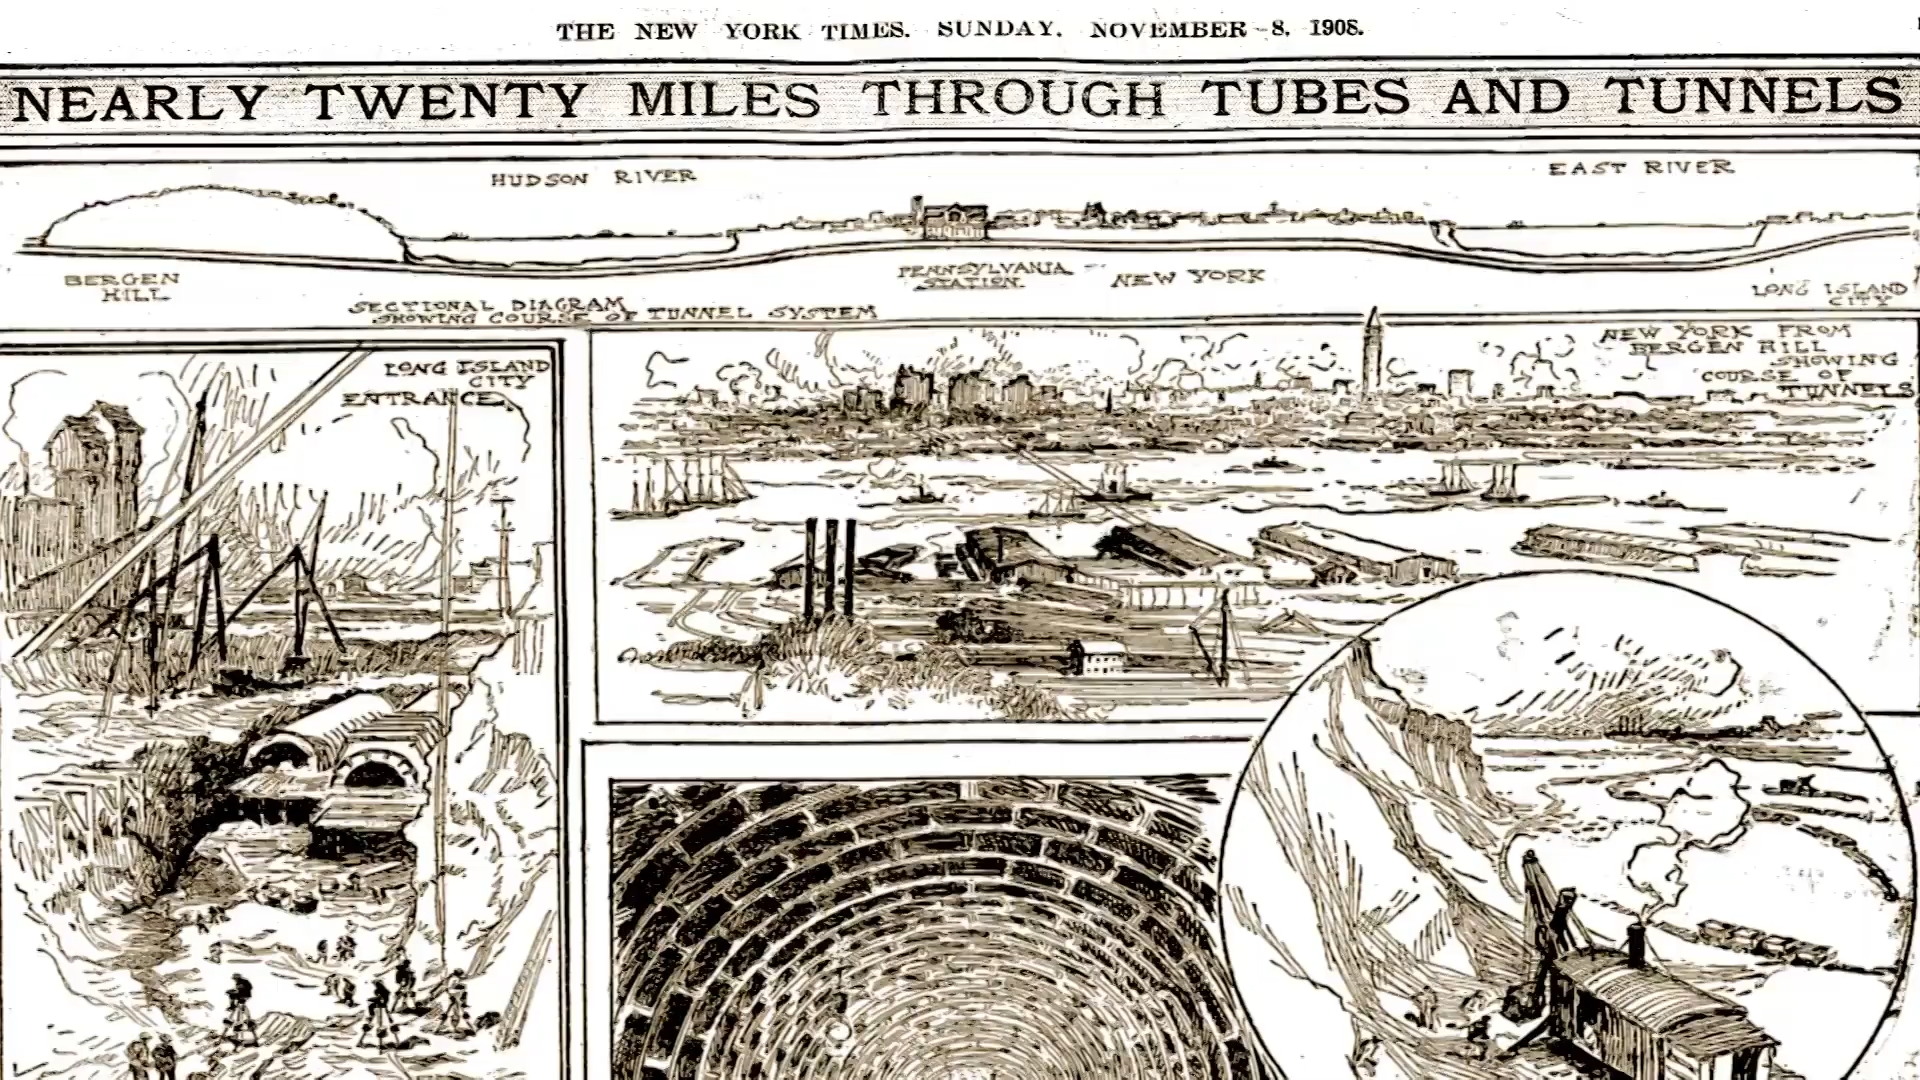 THE NEW YORK TIMES. SUNDAY. NOVEMBER 8, 1908.
NEARLY TWENTY MILES THROUGH TUBES AND TUNNELS
HUDSON RIVER
EAST RIVER
BERGEN
HILL
PENNSYLVANIA
STATION.
NEW YORK
LONG ISLAND
CITY
SECTIONAL DIAGRAM
SHOWING COURSE OF TUNNEL SYSTEM
LONG ISLAND
CITY
ENTRANCE
NEW YORK FROM
BERGEN HILL
SHOWING
COURSE OF
TUNNELS